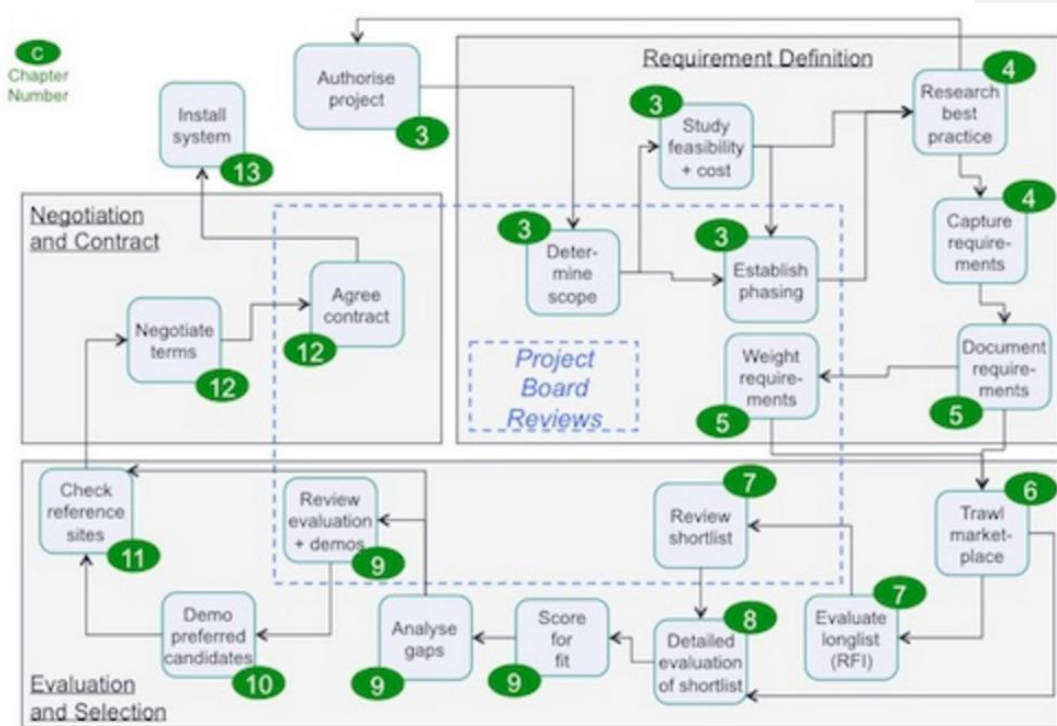 C
Chapter
Number
Authorise
project
3
Install
system
13
Requirement Definition
3
Study
feasibility
+ cost
4
Research
best
practice
4
Capture
require-
ments
3
Deter-
mine
scope
3
Establish
phasing
Weight
require-
ments
5
Document
require-
ments
5
Project
Board
Reviews
Negotiation
and Contract
Negotiate
terms
12
Agree
contract
12
Check
reference
sites
11
Review
evaluation
+ demos
9
7
Review
shortlist
6
Trawl
market-
place
7
Evaluate
longlist
(RFI)
8
Detailed
evaluation
of shortlist
Score
for
fit
9
Analyse
gaps
9
Demo
preferred
candidates
10
Evaluation
and Selection